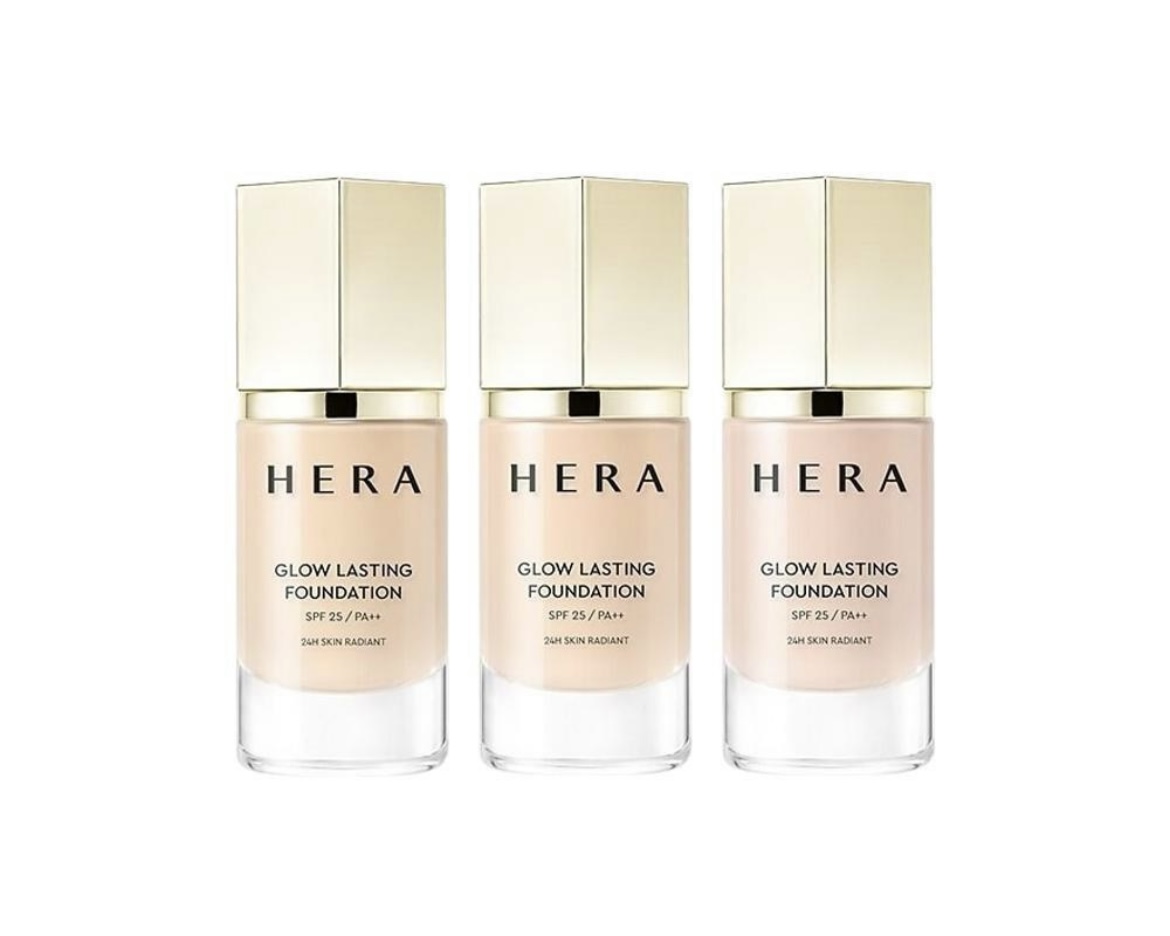 HERA
GLOW LASTING
FOUNDATION
SPF 25 / PA++
24H SKIN RADIANT
HERA
GLOW LASTING
FOUNDATION
SPF 25 / PA++
24H SKIN RADIANT
HERA
GLOW LASTING
FOUNDATION
SPF 25 / PA++
24H SKIN RADIANT